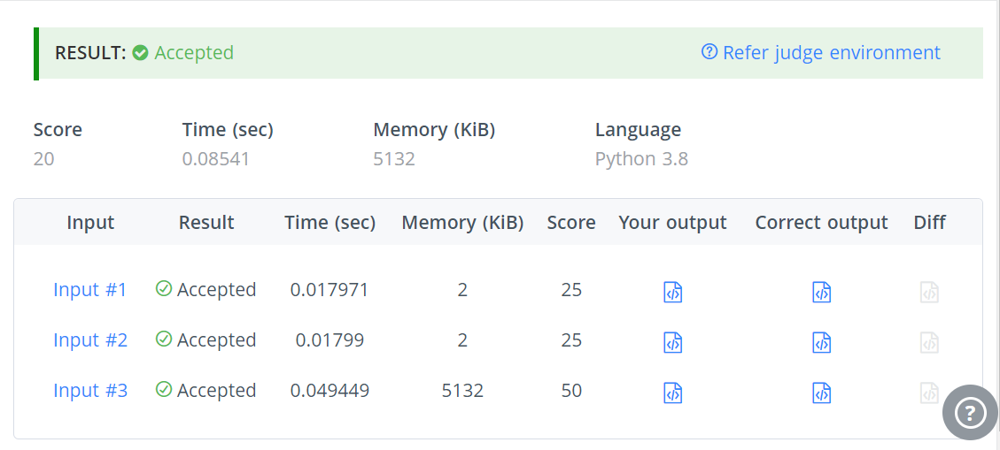 RESULT: Accepted Refer judge environment
Score Time (sec) Memory (KiB) Language
20 0.08541 5132 Python 3.8
Input Result Time (sec) Memory (KiB) Score Your output Correct output Diff
Input #1 Accepted 0.017971 2 25
Input #2 Accepted 0.01799 2 25
Input #3 Accepted 0.049449 5132 50